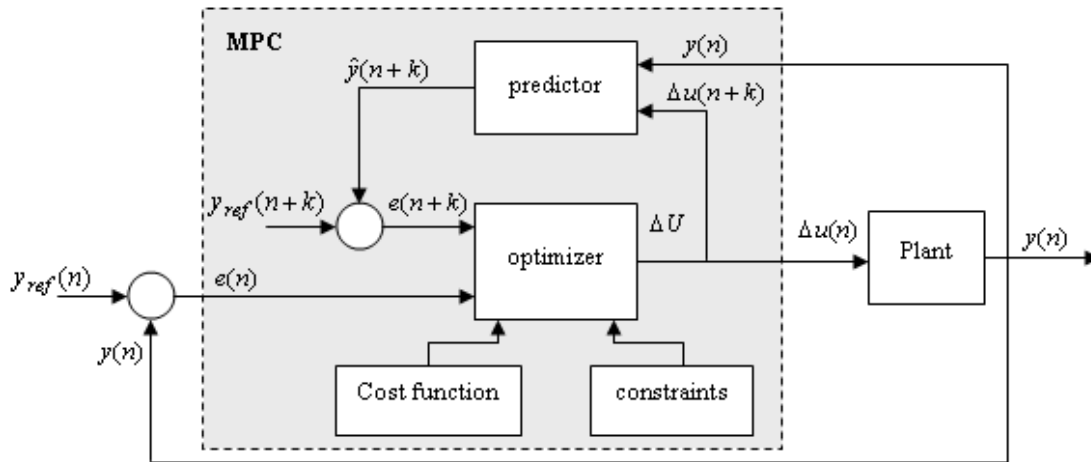 MPC
y(n)
ŷ(n+k)
predictor
Δu(n+k)
y_ref(n+k)
e(n+k)
ΔU
Δu(n)
optimizer
Plant
y(n)
y_ref(n)
e(n)
y(n)
Cost function
constraints